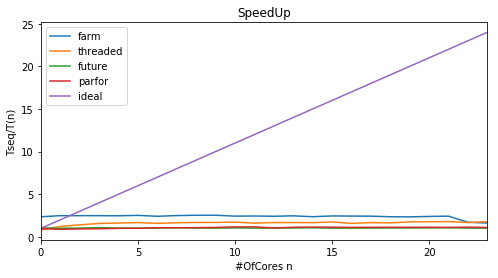 SpeedUp
25
20
15
10
5
0
Tseq/T(n)
farm
threaded
future
parfor
ideal
0 5 10 15 20
#OfCores n